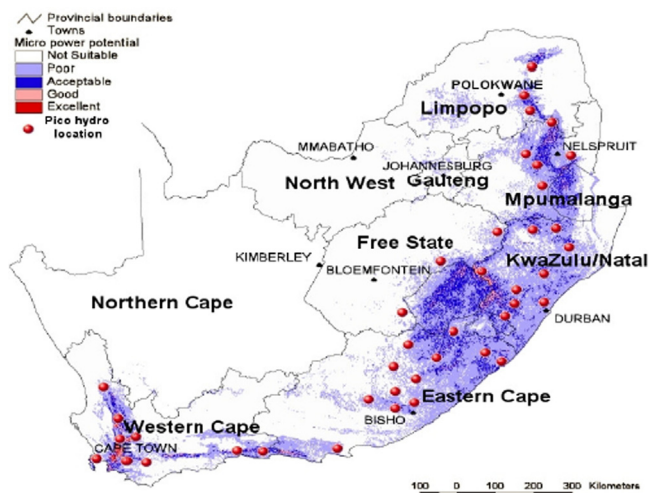 Provincial boundaries
Towns
Micro power potential
Not Suitable
Poor
Acceptable
Good
Excellent
Pico hydro
location
POLOKWANE
Limpopo
MMABATHO
NELSPRUIT
JOHANNESBURG
North West
Gauteng
Mpumalanga
Free State
KIMBERLEY
BLOEMFONTEIN
KwaZulu/Natal
Northern Cape
DURBAN
Eastern Cape
Western Cape
BISHO
CAPE TOWN
100 0 100 200 300 Kilometers